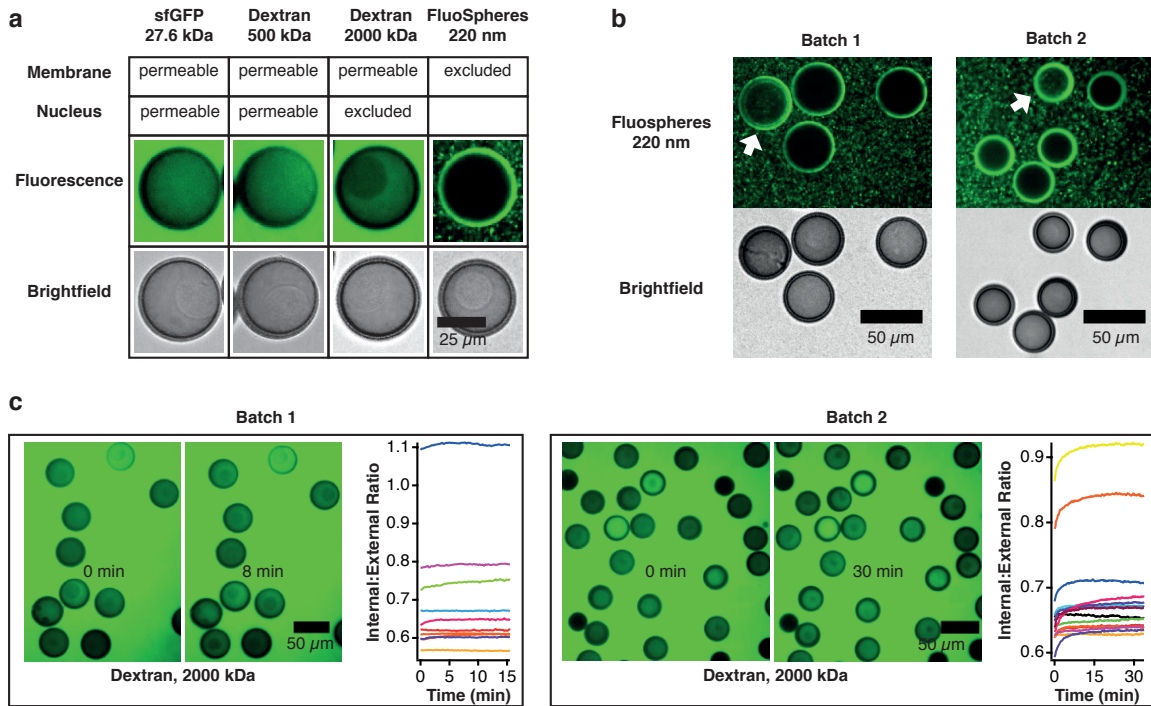 a
sfGFP
27.6 kDa
Dextran
500 kDa
Dextran
2000 kDa
FluoSpheres
220 nm
Membrane
permeable
permeable
permeable
excluded
Nucleus
permeable
permeable
excluded
Fluorescence
Brightfield
25 µm
b
Batch 1
Batch 2
Fluospheres
220 nm
Brightfield
50 µm
50 µm
c
Batch 1
0 min
8 min
50 µm
Dextran, 2000 kDa
Internal:External Ratio
1.1
1.0
0.9
0.8
0.7
0.6
0
5
10
15
Time (min)
Batch 2
0 min
30 min
50 µm
Dextran, 2000 kDa
Internal:External Ratio
0.9
0.8
0.7
0.6
0
15
30
Time (min)